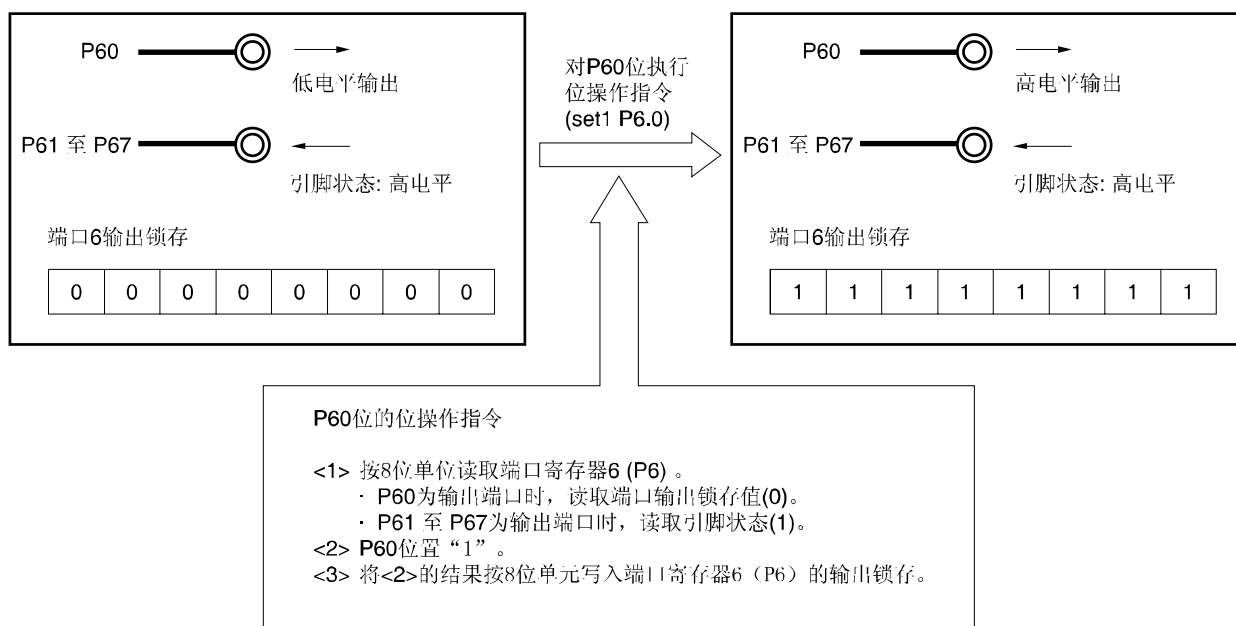 P60
低电平输出
P61 至 P67
引脚状态: 高电平
端口6输出锁存
0 0 0 0 0 0 0 0
对P60位执行
位操作指令
(set1 P6.0)
P60
高电平输出
P61 至 P67
引脚状态: 高电平
端口6输出锁存
1 1 1 1 1 1 1 1
P60位的位操作指令
<1> 按8位单位读取端口寄存器6 (P6) 。
· P60为输出端口时，读取端口输出锁存值(0)。
· P61 至 P67为输出端口时，读取引脚状态(1)。
<2> P60位置“1”。
<3> 将<2>的结果按8位单元写入端口寄存器6（P6）的输出锁存。